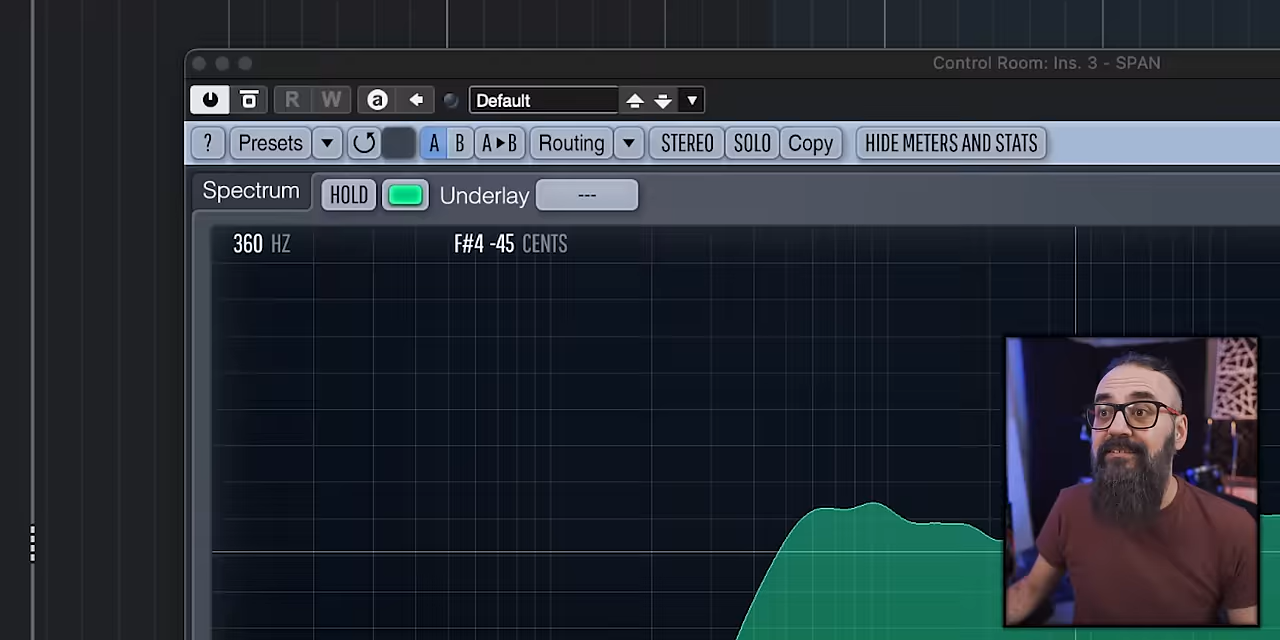 Control Room: Ins. 3 - SPAN
R W a Default
? Presets A B A▸B Routing STEREO SOLO Copy HIDE METERS AND STATS
Spectrum HOLD Underlay ---
360 HZ F#4 -45 CENTS